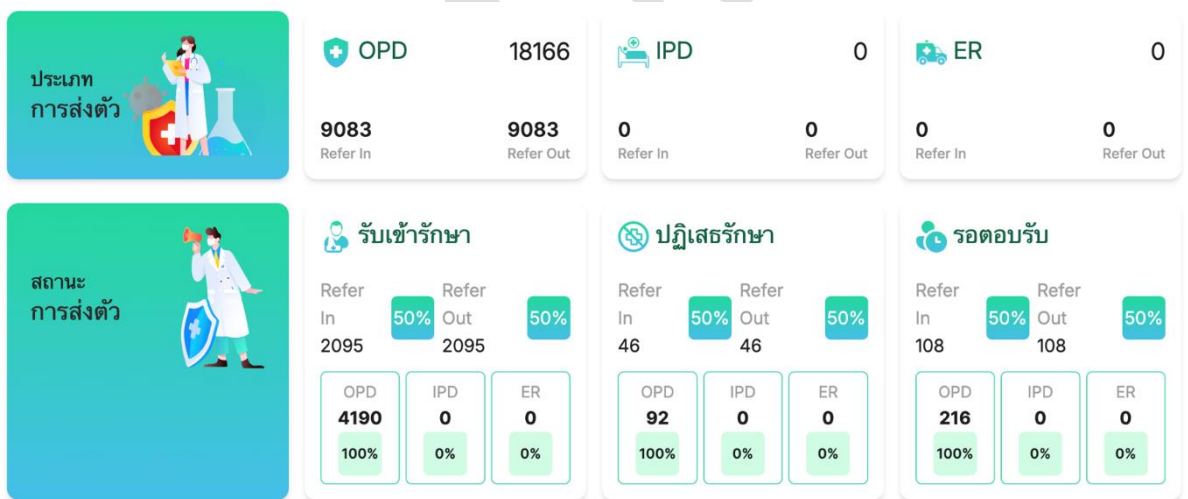 ประเภท
การส่งตัว
OPD 18166
9083 9083
Refer In Refer Out
IPD 0
0 0
Refer In Refer Out
ER 0
0 0
Refer In Refer Out
สถานะ
การส่งตัว
รับเข้ารักษา
Refer Refer
In 50% Out 50%
2095 2095
OPD IPD ER
4190 0 0
100% 0% 0%
ปฏิเสธรักษา
Refer Refer
In 50% Out 50%
46 46
OPD IPD ER
92 0 0
100% 0% 0%
รอตอบรับ
Refer Refer
In 50% Out 50%
108 108
OPD IPD ER
216 0 0
100% 0% 0%